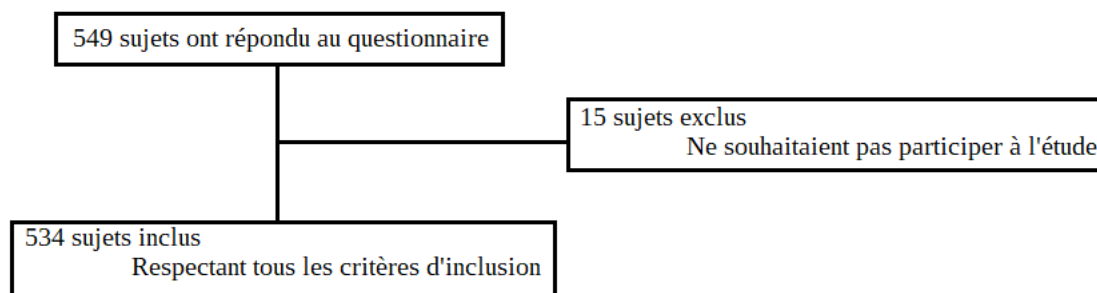 549 sujets ont répondu au questionnaire
15 sujets exclus
Ne souhaitaient pas participer à l'étude
534 sujets inclus
Respectant tous les critères d'inclusion